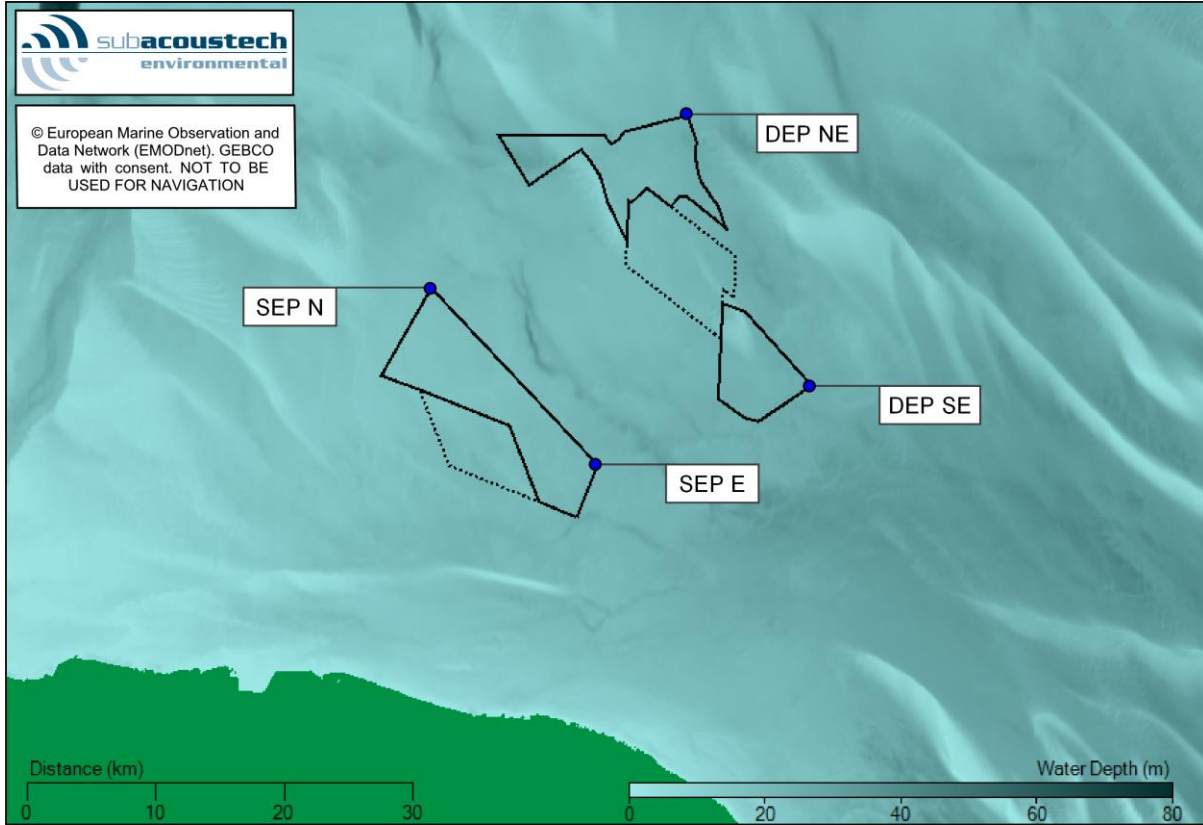 subacoustech
environmental
© European Marine Observation and
Data Network (EMODnet). GEBCO
data with consent. NOT TO BE
USED FOR NAVIGATION
DEP NE
SEP N
DEP SE
SEP E
Distance (km)
0 10 20 30
Water Depth (m)
0 20 40 60 80